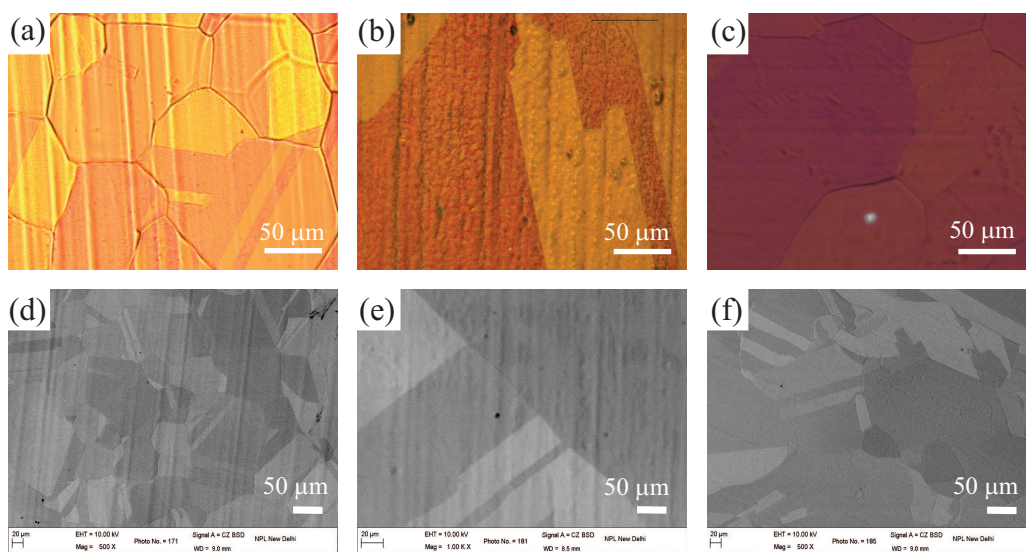 (a)
50 μm
(b)
50 μm
(c)
50 μm
(d)
50 μm
20 μm
EHT = 10.00 kV
Mag = 500 X
Photo No. = 171
Signal A = CZ BSD
WD = 9.0 mm
NPL New Delhi
(e)
50 μm
20 μm
EHT = 10.00 kV
Mag = 1.00 K X
Photo No. = 181
Signal A = CZ BSD
WD = 8.5 mm
NPL New Delhi
(f)
50 μm
20 μm
EHT = 10.00 kV
Mag = 500 X
Photo No. = 185
Signal A = CZ BSD
WD = 9.0 mm
NPL New Delhi